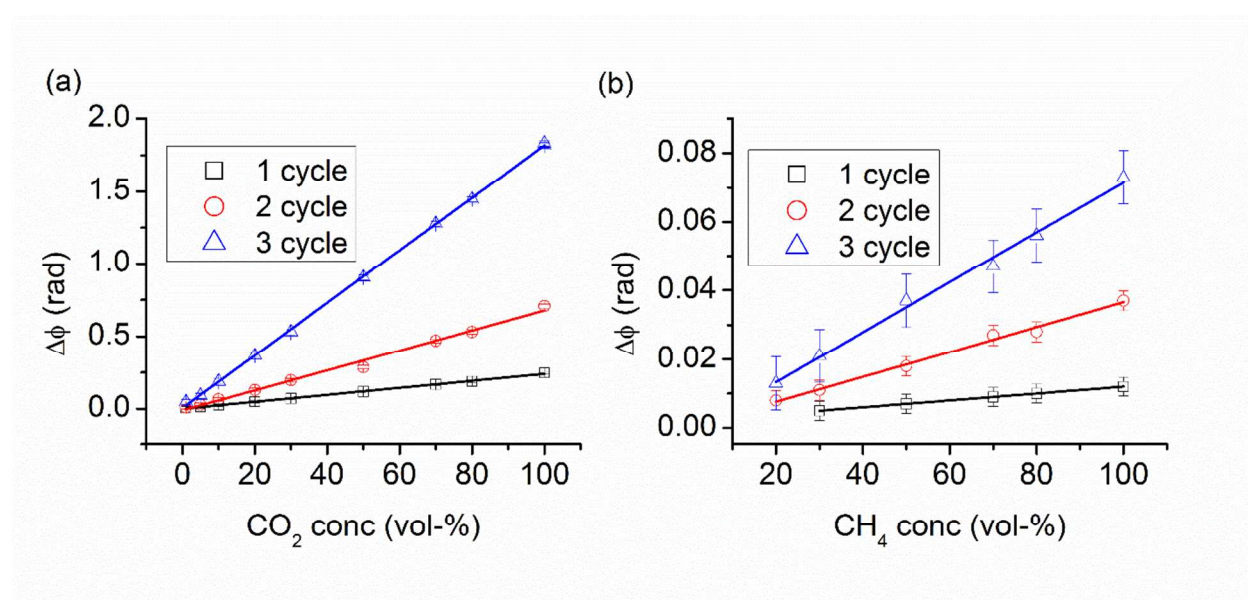 (a)
2.0
1.5
1.0
0.5
0.0
Δϕ (rad)
1 cycle
2 cycle
3 cycle
0 20 40 60 80 100
CO₂ conc (vol-%)
(b)
0.08
0.06
0.04
0.02
0.00
Δϕ (rad)
1 cycle
2 cycle
3 cycle
20 40 60 80 100
CH₄ conc (vol-%)